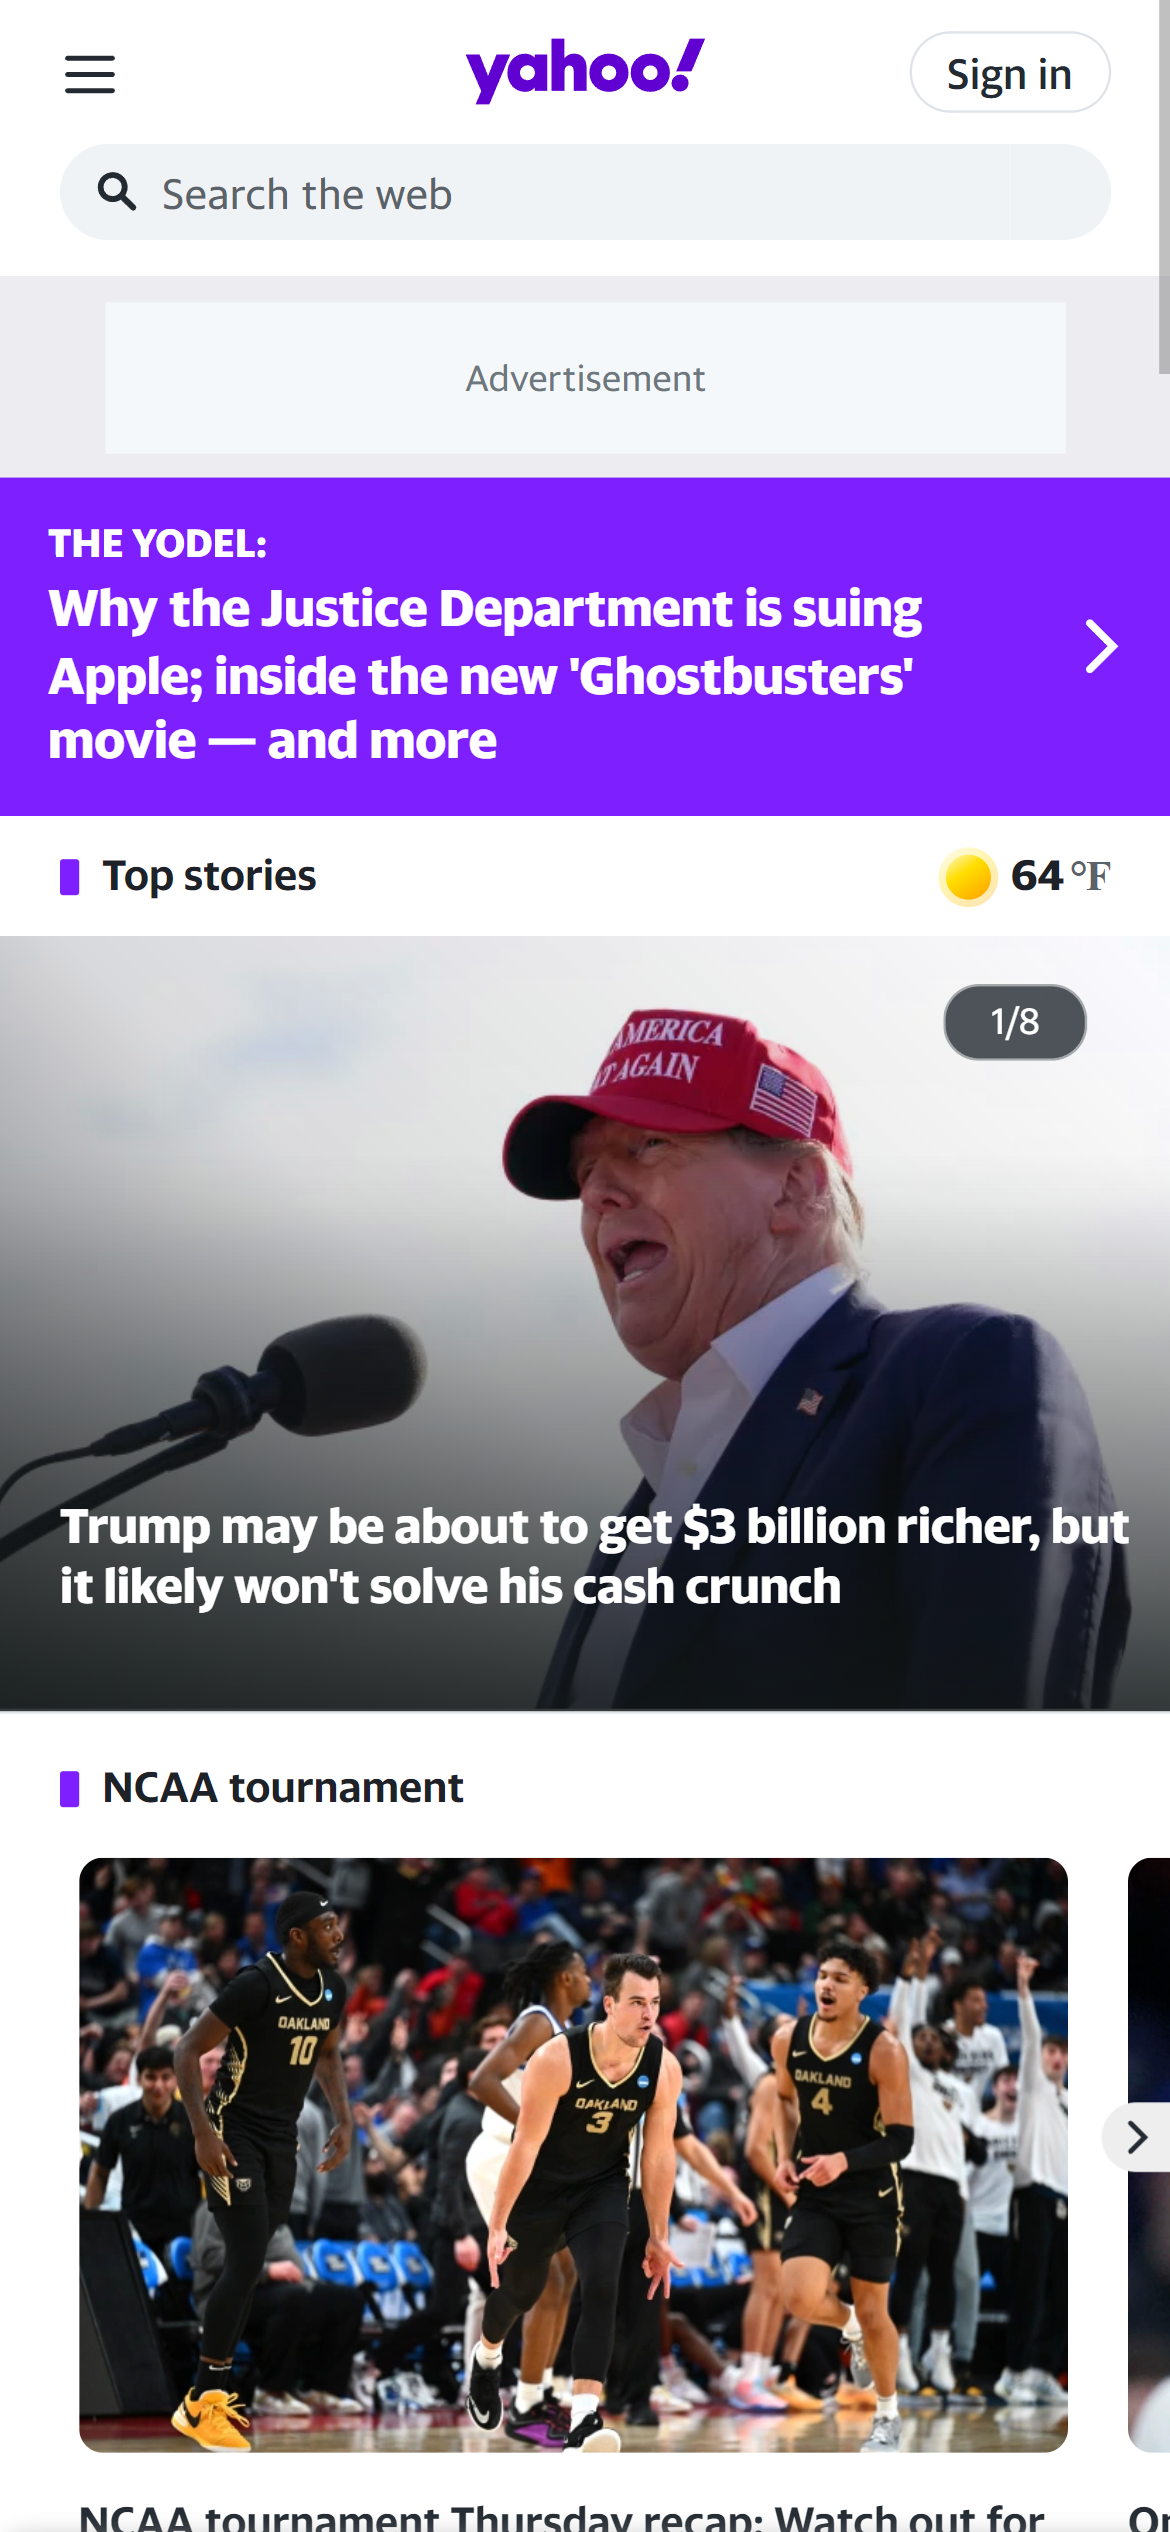 yahoo!
Sign in
Search the web
Advertisement
THE YODEL:
Why the Justice Department is suing
Apple; inside the new 'Ghostbusters'
movie — and more
Top stories
64 °F
1/8
AMERICA
AT AGAIN
Trump may be about to get $3 billion richer, but
it likely won't solve his cash crunch
NCAA tournament
OAKLAND
10
OAKLAND
3
OAKLAND
4
NCAA tournament Thursday recap: Watch out for